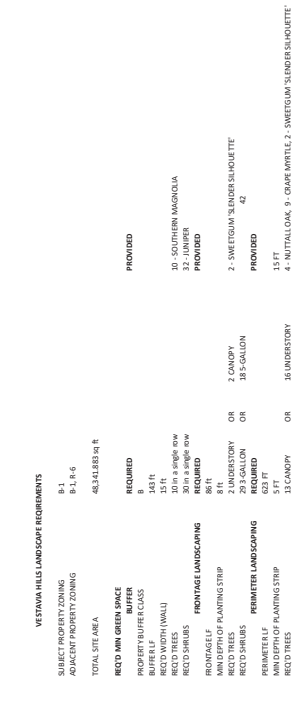 VESTAVIA HILLS LANDSCAPE REQIREMENTS
SUBJECT PROPERTY ZONING B-1
ADJACENT PROPERTY ZONING B-1, R-6
TOTAL SITE AREA 48,341.883 sq ft
REQ'D MIN GREEN SPACE
BUFFER REQUIRED PROVIDED
PROPERTY BUFFER CLASS B
BUFFER LF 143 ft
REQ'D WIDTH (WALL) 15 ft
REQ'D TREES 10 in a single row 10 - SOUTHERN MAGNOLIA
REQ'D SHRUBS 30 in a single row 32 - JUNIPER
FRONTAGE LANDSCAPING REQUIRED PROVIDED
FRONTAGE LF 86 ft
MIN DEPTH OF PLANTING STRIP 8 ft
REQ'D TREES 2 UNDERSTORY OR 2 CANOPY 2 - SWEETGUM 'SLENDER SILHOUETTE'
REQ'D SHRUBS 29 3-GALLON OR 18 5-GALLON 42
PERIMETER LANDSCAPING REQUIRED PROVIDED
PERIMETER LF 623 FT
MIN DEPTH OF PLANTING STRIP 5 FT 15 FT
REQ'D TREES 13 CANOPY OR 16 UNDERSTORY 4 - NUTTALL OAK, 9 - CRAPE MYRTLE, 2 - SWEETGUM 'SLENDER SILHOUETTE'